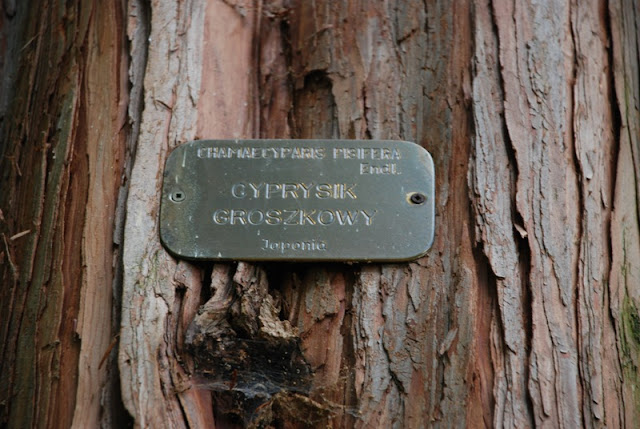 CHAMAECYPARIS PISIFERA
Endl.
CYPRYSIK
GROSZKOWY
Japonia